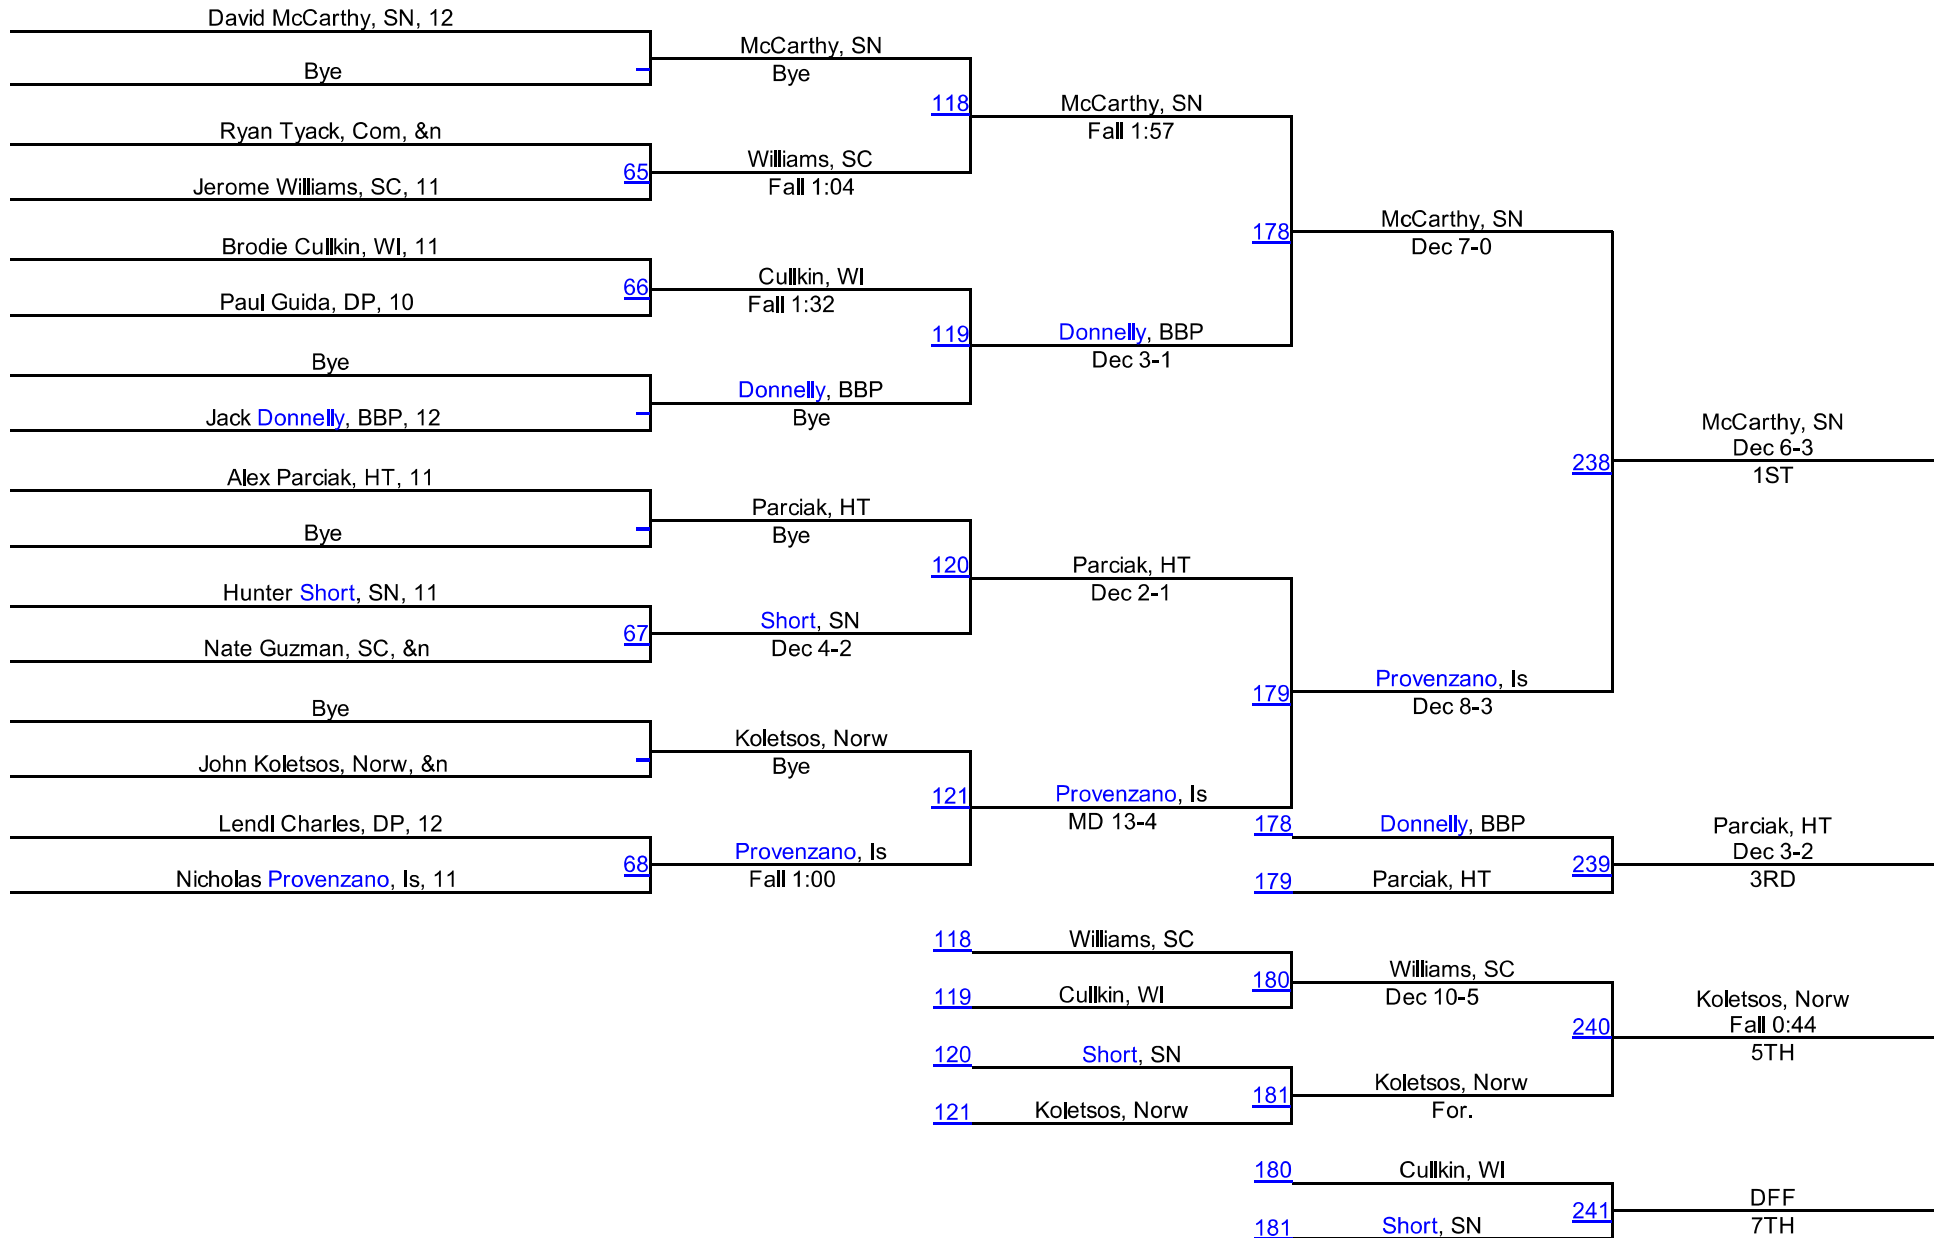 David McCarthy, SN, 12
Bye
McCarthy, SN
Bye
118
McCarthy, SN
Fall 1:57
Ryan Tyack, Com, &n
65
Jerome Williams, SC, 11
Williams, SC
Fall 1:04
178
McCarthy, SN
Dec 7-0
Brodie Cullkin, WI, 11
66
Paul Guida, DP, 10
Cullkin, WI
Fall 1:32
119
Donnelly, BBP
Dec 3-1
Bye
Jack Donnelly, BBP, 12
Donnelly, BBP
Bye
238
McCarthy, SN
Dec 6-3
1ST
Alex Parciak, HT, 11
Bye
Parciak, HT
Bye
120
Parciak, HT
Dec 2-1
Hunter Short, SN, 11
67
Nate Guzman, SC, &n
Short, SN
Dec 4-2
179
Provenzano, Is
Dec 8-3
Bye
John Koletsos, Norw, &n
Koletsos, Norw
Bye
121
Provenzano, Is
MD 13-4
Lendl Charles, DP, 12
68
Nicholas Provenzano, Is, 11
Provenzano, Is
Fall 1:00
178
Donnelly, BBP
179
Parciak, HT
239
Parciak, HT
Dec 3-2
3RD
118
Williams, SC
119
Cullkin, WI
180
Williams, SC
Dec 10-5
120
Short, SN
121
Koletsos, Norw
181
Koletsos, Norw
For.
240
Koletsos, Norw
Fall 0:44
5TH
180
Cullkin, WI
181
Short, SN
241
DFF
7TH